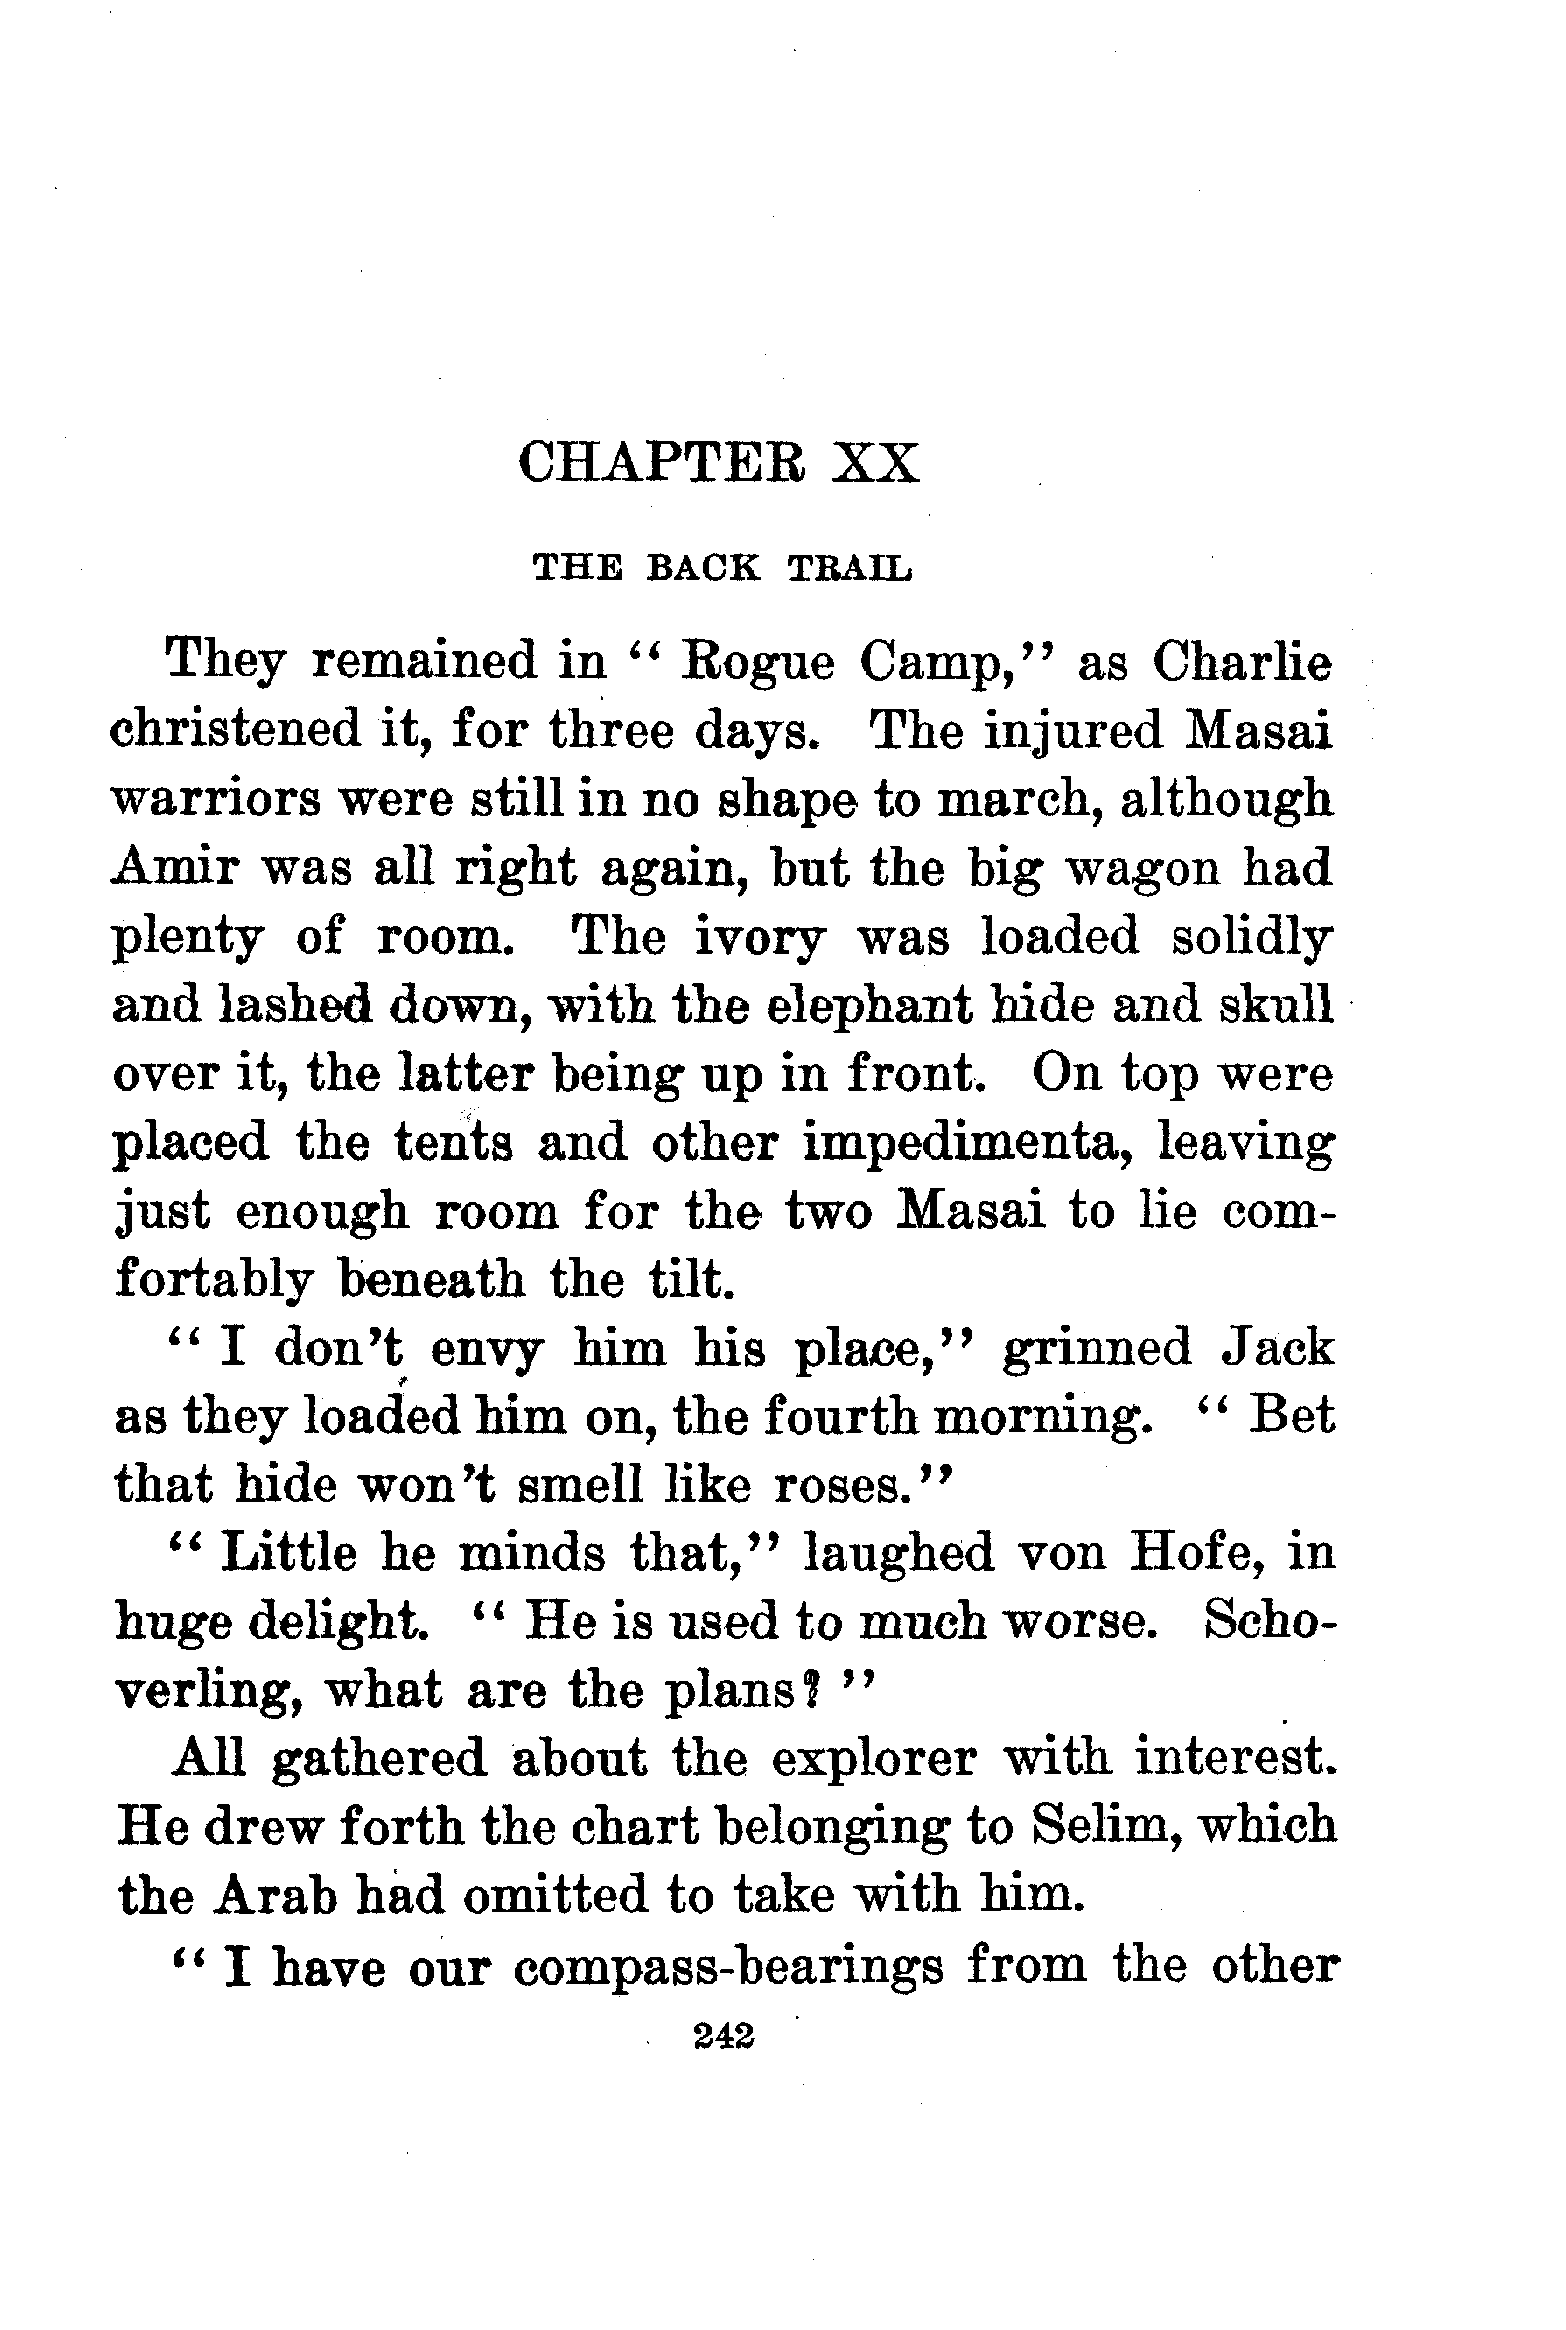 CHAPTER XX
THE BACK TRAIL
They remained in “ Rogue Camp,” as Charlie
christened it, for three days. The injured Masai
warriors were still in no shape to march, although
Amir was all right again, but the big wagon had
plenty of room. The ivory was loaded solidly
and lashed down, with the elephant hide and skull
over it, the latter being up in front. On top were
placed the tents and other impedimenta, leaving
just enough room for the two Masai to lie com-
fortably beneath the tilt.
“ I don’t envy him his place,” grinned Jack
as they loaded him on, the fourth morning. “ Bet
that hide won’t smell like roses.”
“ Little he minds that,” laughed von Hofe, in
huge delight. “ He is used to much worse. Scho-
verling, what are the plans? ”
All gathered about the explorer with interest.
He drew forth the chart belonging to Selim, which
the Arab had omitted to take with him.
“ I have our compass-bearings from the other
242